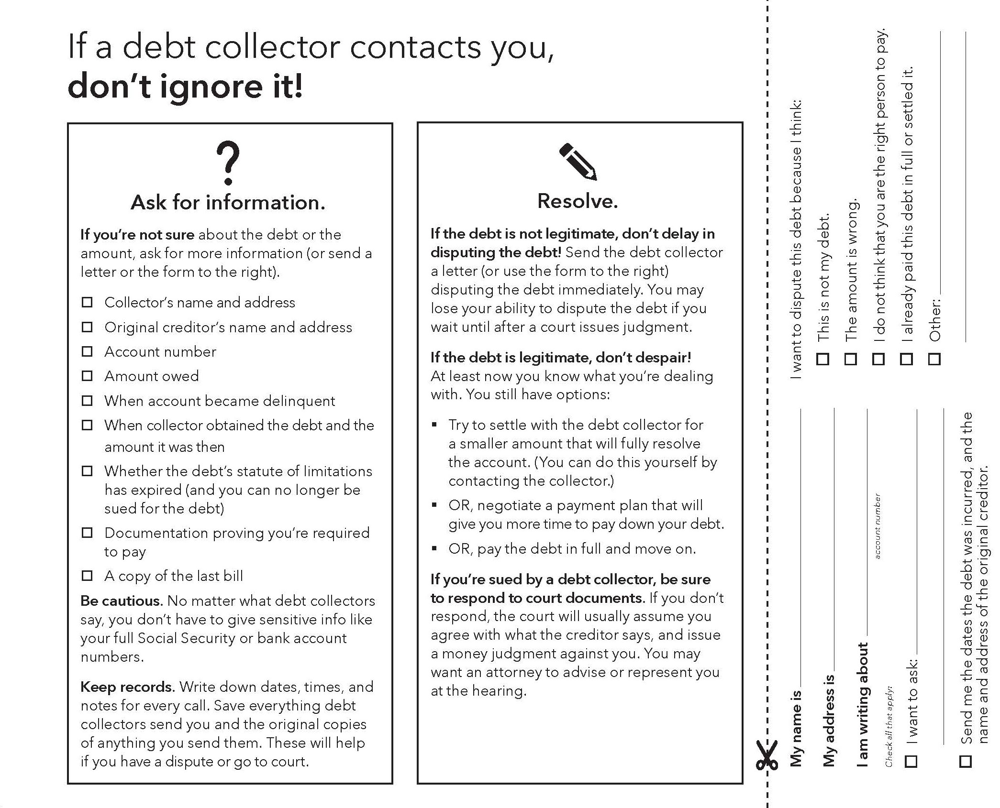 If a debt collector contacts you,
don't ignore it!
?
Ask for information.
If you're not sure about the debt or the
amount, ask for more information (or send a
letter or the form to the right).
Collector's name and address
Original creditor's name and address
Account number
Amount owed
When account became delinquent
When collector obtained the debt and the
amount it was then
Whether the debt's statute of limitations
has expired (and you can no longer be
sued for the debt)
Documentation proving you're required
to pay
A copy of the last bill
Be cautious. No matter what debt collectors
say, you don't have to give sensitive info like
your full Social Security or bank account
numbers.
Keep records. Write down dates, times, and
notes for every call. Save everything debt
collectors send you and the original copies
of anything you send them. These will help
if you have a dispute or go to court.
Resolve.
If the debt is not legitimate, don't delay in
disputing the debt! Send the debt collector
a letter (or use the form to the right)
disputing the debt immediately. You may
lose your ability to dispute the debt if you
wait until after a court issues judgment.
If the debt is legitimate, don't despair!
At least now you know what you're dealing
with. You still have options:
Try to settle with the debt collector for
a smaller amount that will fully resolve
the account. (You can do this yourself by
contacting the collector.)
OR, negotiate a payment plan that will
give you more time to pay down your debt.
OR, pay the debt in full and move on.
If you're sued by a debt collector, be sure
to respond to court documents. If you don't
respond, the court will usually assume you
agree with what the creditor says, and issue
a money judgment against you. You may
want an attorney to advise or represent you
at the hearing.
My name is
My address is
I am writing about
account number
Check all that apply:
I want to ask:
Send me the dates the debt was incurred, and the
name and address of the original creditor.
I want to dispute this debt because I think:
This is not my debt.
The amount is wrong.
I do not think that you are the right person to pay.
I already paid this debt in full or settled it.
Other: